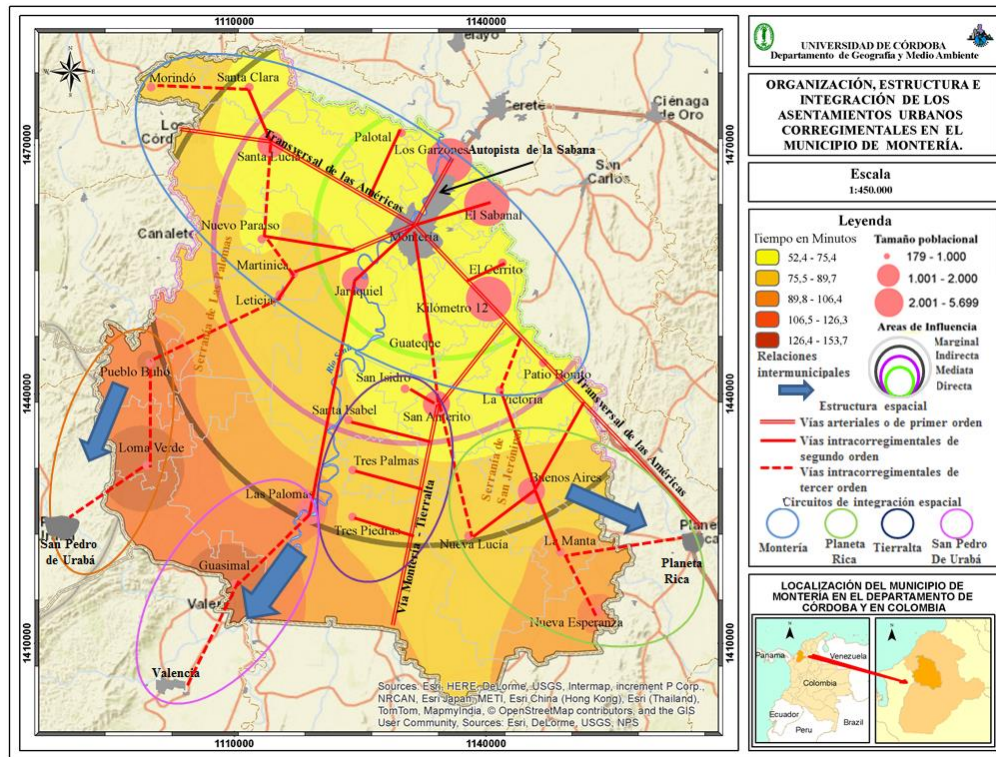 1110000
1140000
Morindó
Santa Clara
Cerete
Ciénaga
de Oro
Palotal
Los Garzones
Autopista de la Sabana
Transversal de las Américas
Santa Lucía
San
Carlos
El Sabanal
Nuevo Paraíso
Montería
Canalete
Martinica
El Cerrito
Jaraquiel
Kilómetro 12
Leticia
Serranía de Las Palomas
Guateque
Pueblo Buho
San Isidro
Patio Bonito
Santa Isabel
San Anterito
La Victoria
Transversal de las Américas
Loma Verde
Tres Palmas
Serranía de
San Jerónimo
Buenos Aires
Las Palomas
Tres Piedras
Nueva Lucía
La Manta
San Pedro
de Urabá
Planeta
Rica
Guasimal
Vía Montería - Tierralta
Nueva Esperanza
Valencia
1470000
1440000
1410000
1470000
1440000
1410000
Sources: Esri, HERE, DeLorme, USGS, Intermap, increment P Corp.,
NRCAN, Esri Japan, METI, Esri China (Hong Kong), Esri (Thailand),
TomTom, MapmyIndia, © OpenStreetMap contributors, and the GIS
User Community, Sources: Esri, DeLorme, USGS, NPS
1110000
1140000
UNIVERSIDAD DE CÓRDOBA
Departamento de Geografía y Medio Ambiente
ORGANIZACIÓN, ESTRUCTURA E
INTEGRACIÓN DE LOS
ASENTAMIENTOS URBANOS
CORREGIMENTALES EN EL
MUNICIPIO DE MONTERÍA.
Escala
1:450.000
Leyenda
Tiempo en Minutos
52,4 - 75,4
75,5 - 89,7
89,8 - 106,4
106,5 - 126,3
126,4 - 153,7
Tamaño poblacional
179 - 1.000
1.001 - 2.000
2.001 - 5.699
Areas de Influencia
Marginal
Indirecta
Mediata
Directa
Relaciones
intermunicipales
Estructura espacial
Vías arteriales o de primer orden
Vías intracorregimentales de
segundo orden
Vías intracorregimentales de
tercer orden
Circuitos de integración espacial
Montería
Planeta
Rica
Tierralta
San Pedro
De Urabá
LOCALIZACIÓN DEL MUNICIPIO DE
MONTERÍA EN EL DEPARTAMENTO DE
CÓRDOBA Y EN COLOMBIA
N
Panama
Venezuela
Colombia
Ecuador
Brazil
Peru
N